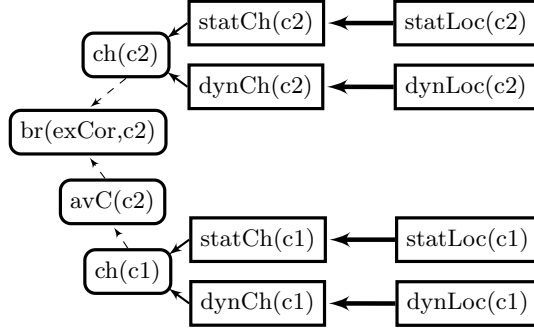 statCh(c2) statLoc(c2)
ch(c2)
dynCh(c2) dynLoc(c2)
br(exCor,c2)
avC(c2)
statCh(c1) statLoc(c1)
ch(c1)
dynCh(c1) dynLoc(c1)